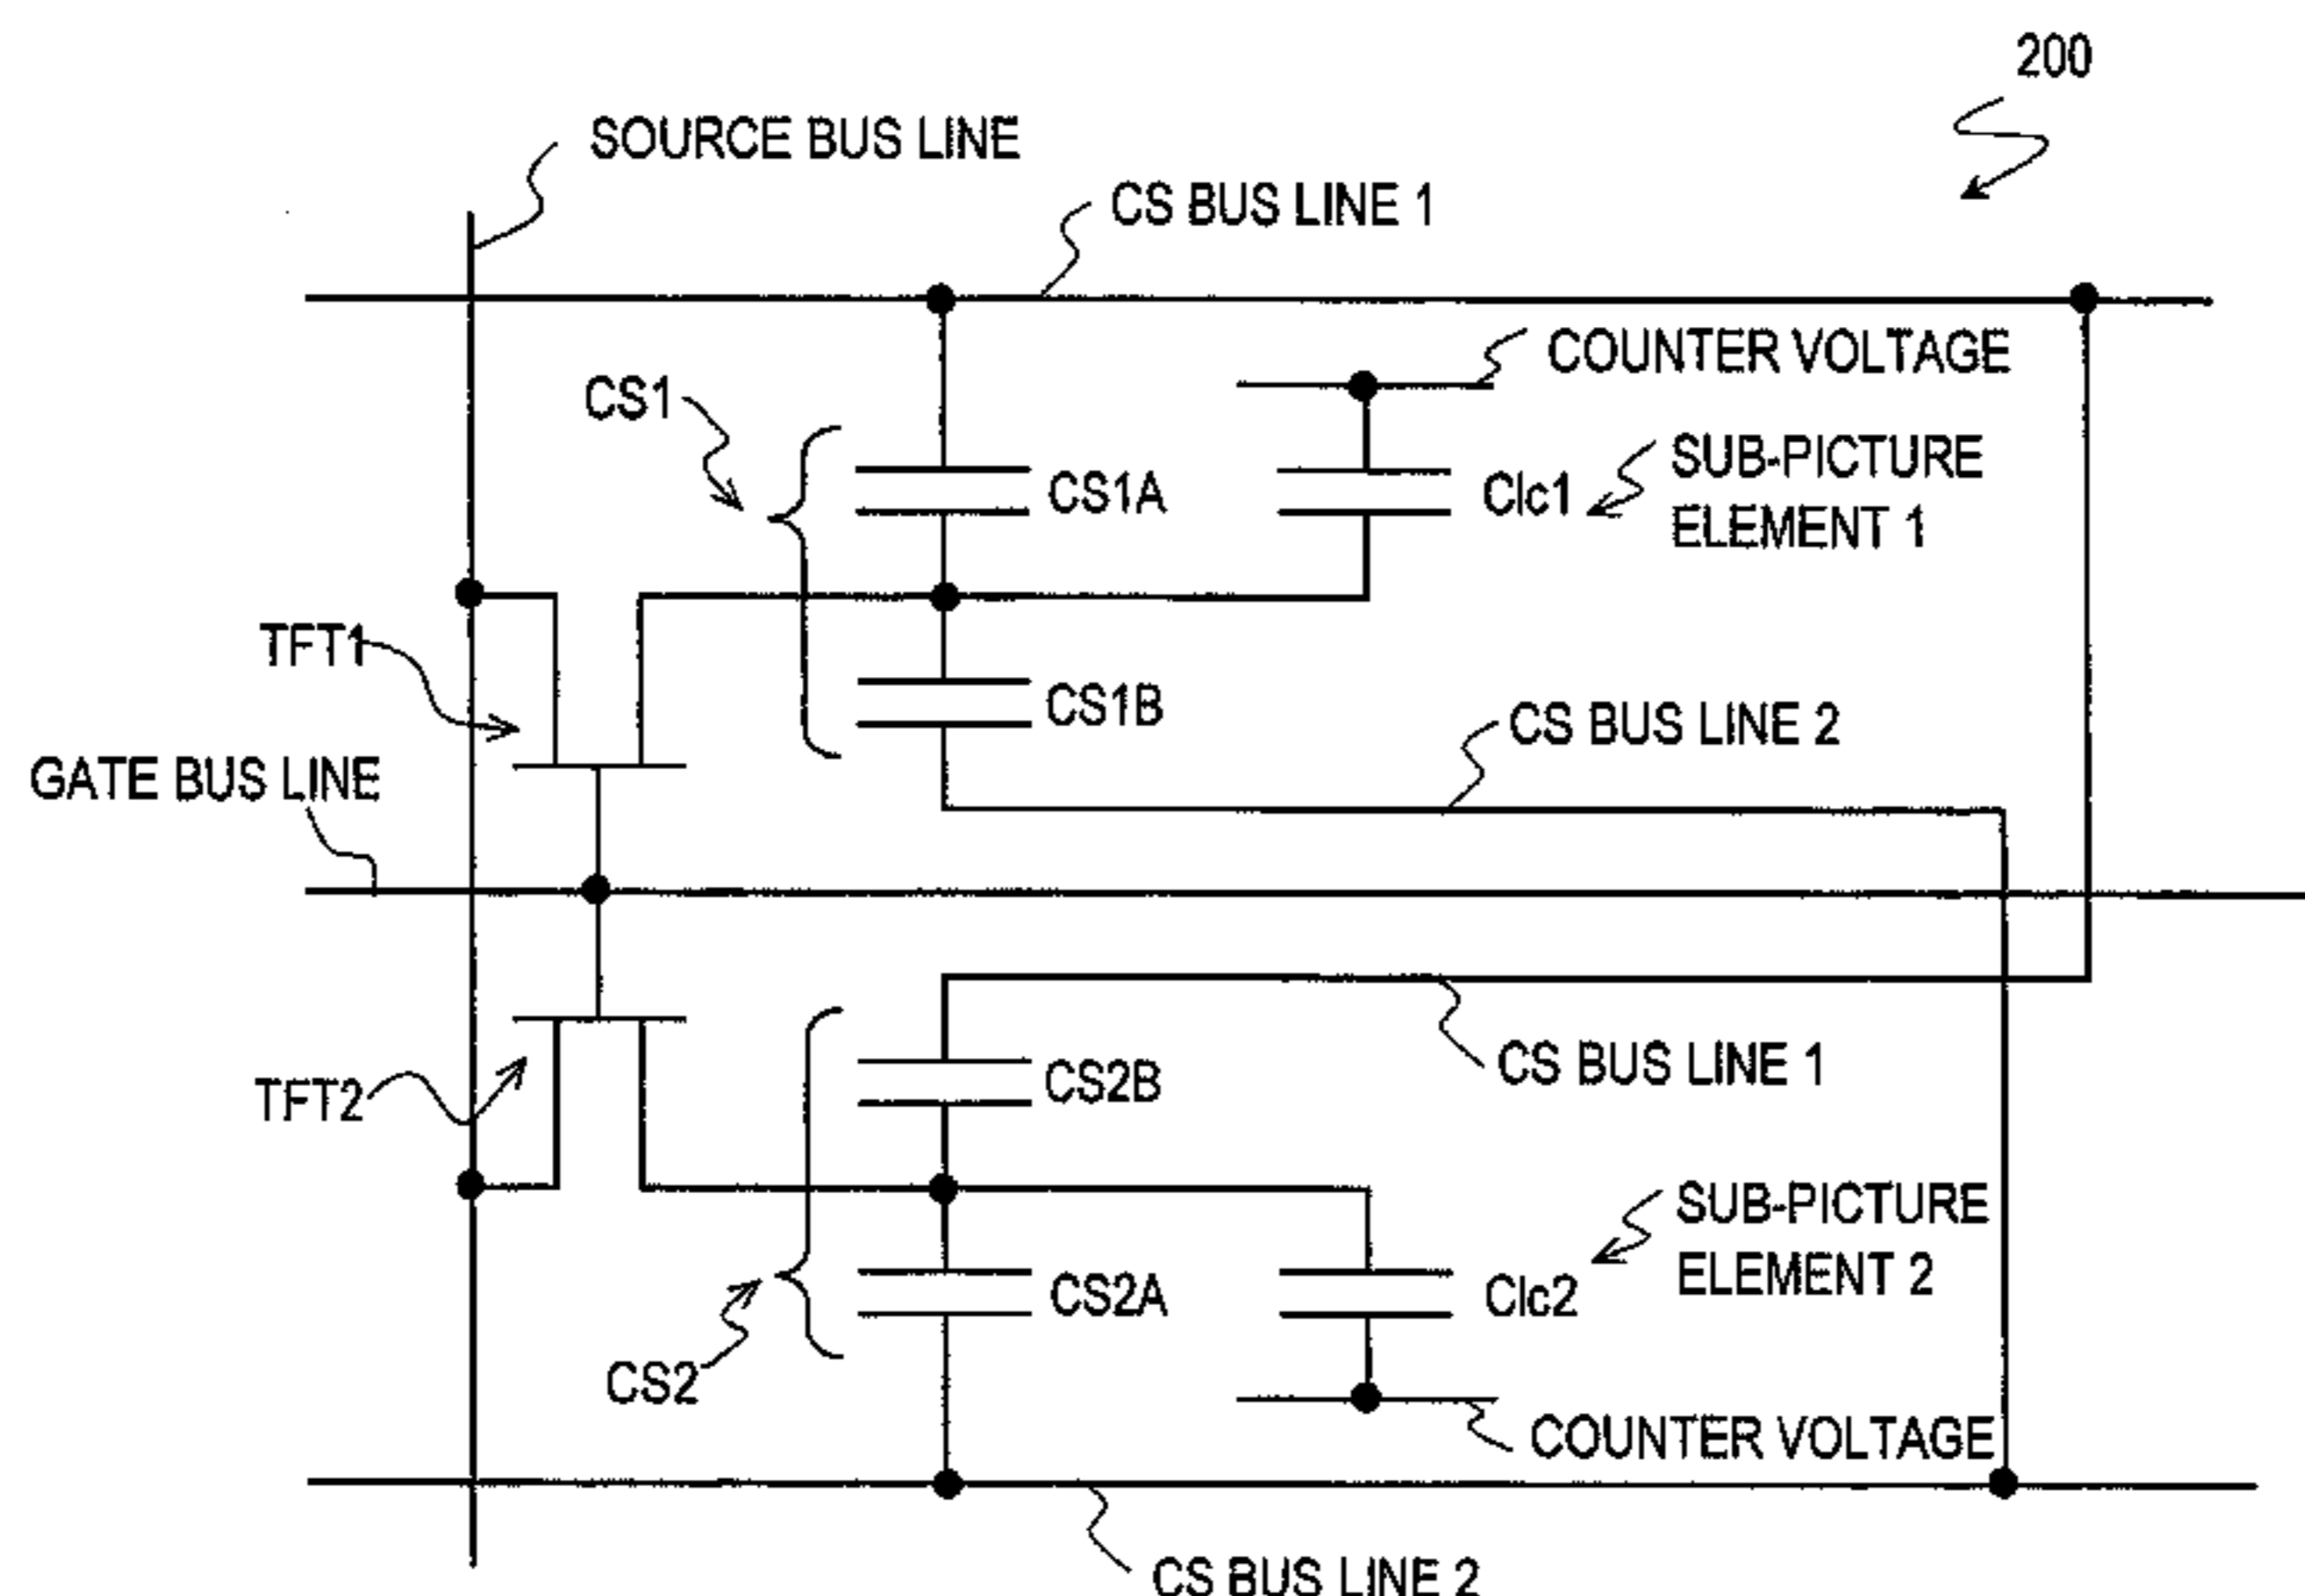 200
SOURCE BUS LINE
CS BUS LINE 1
COUNTER VOLTAGE
CS1
SUB-PICTURE
ELEMENT 1
CS1A
Clc1
TFT1
CS1B
CS BUS LINE 2
GATE BUS LINE
CS BUS LINE 1
CS2B
TFT2
SUB-PICTURE
ELEMENT 2
CS2A
Clc2
CS2
COUNTER VOLTAGE
CS BUS LINE 2